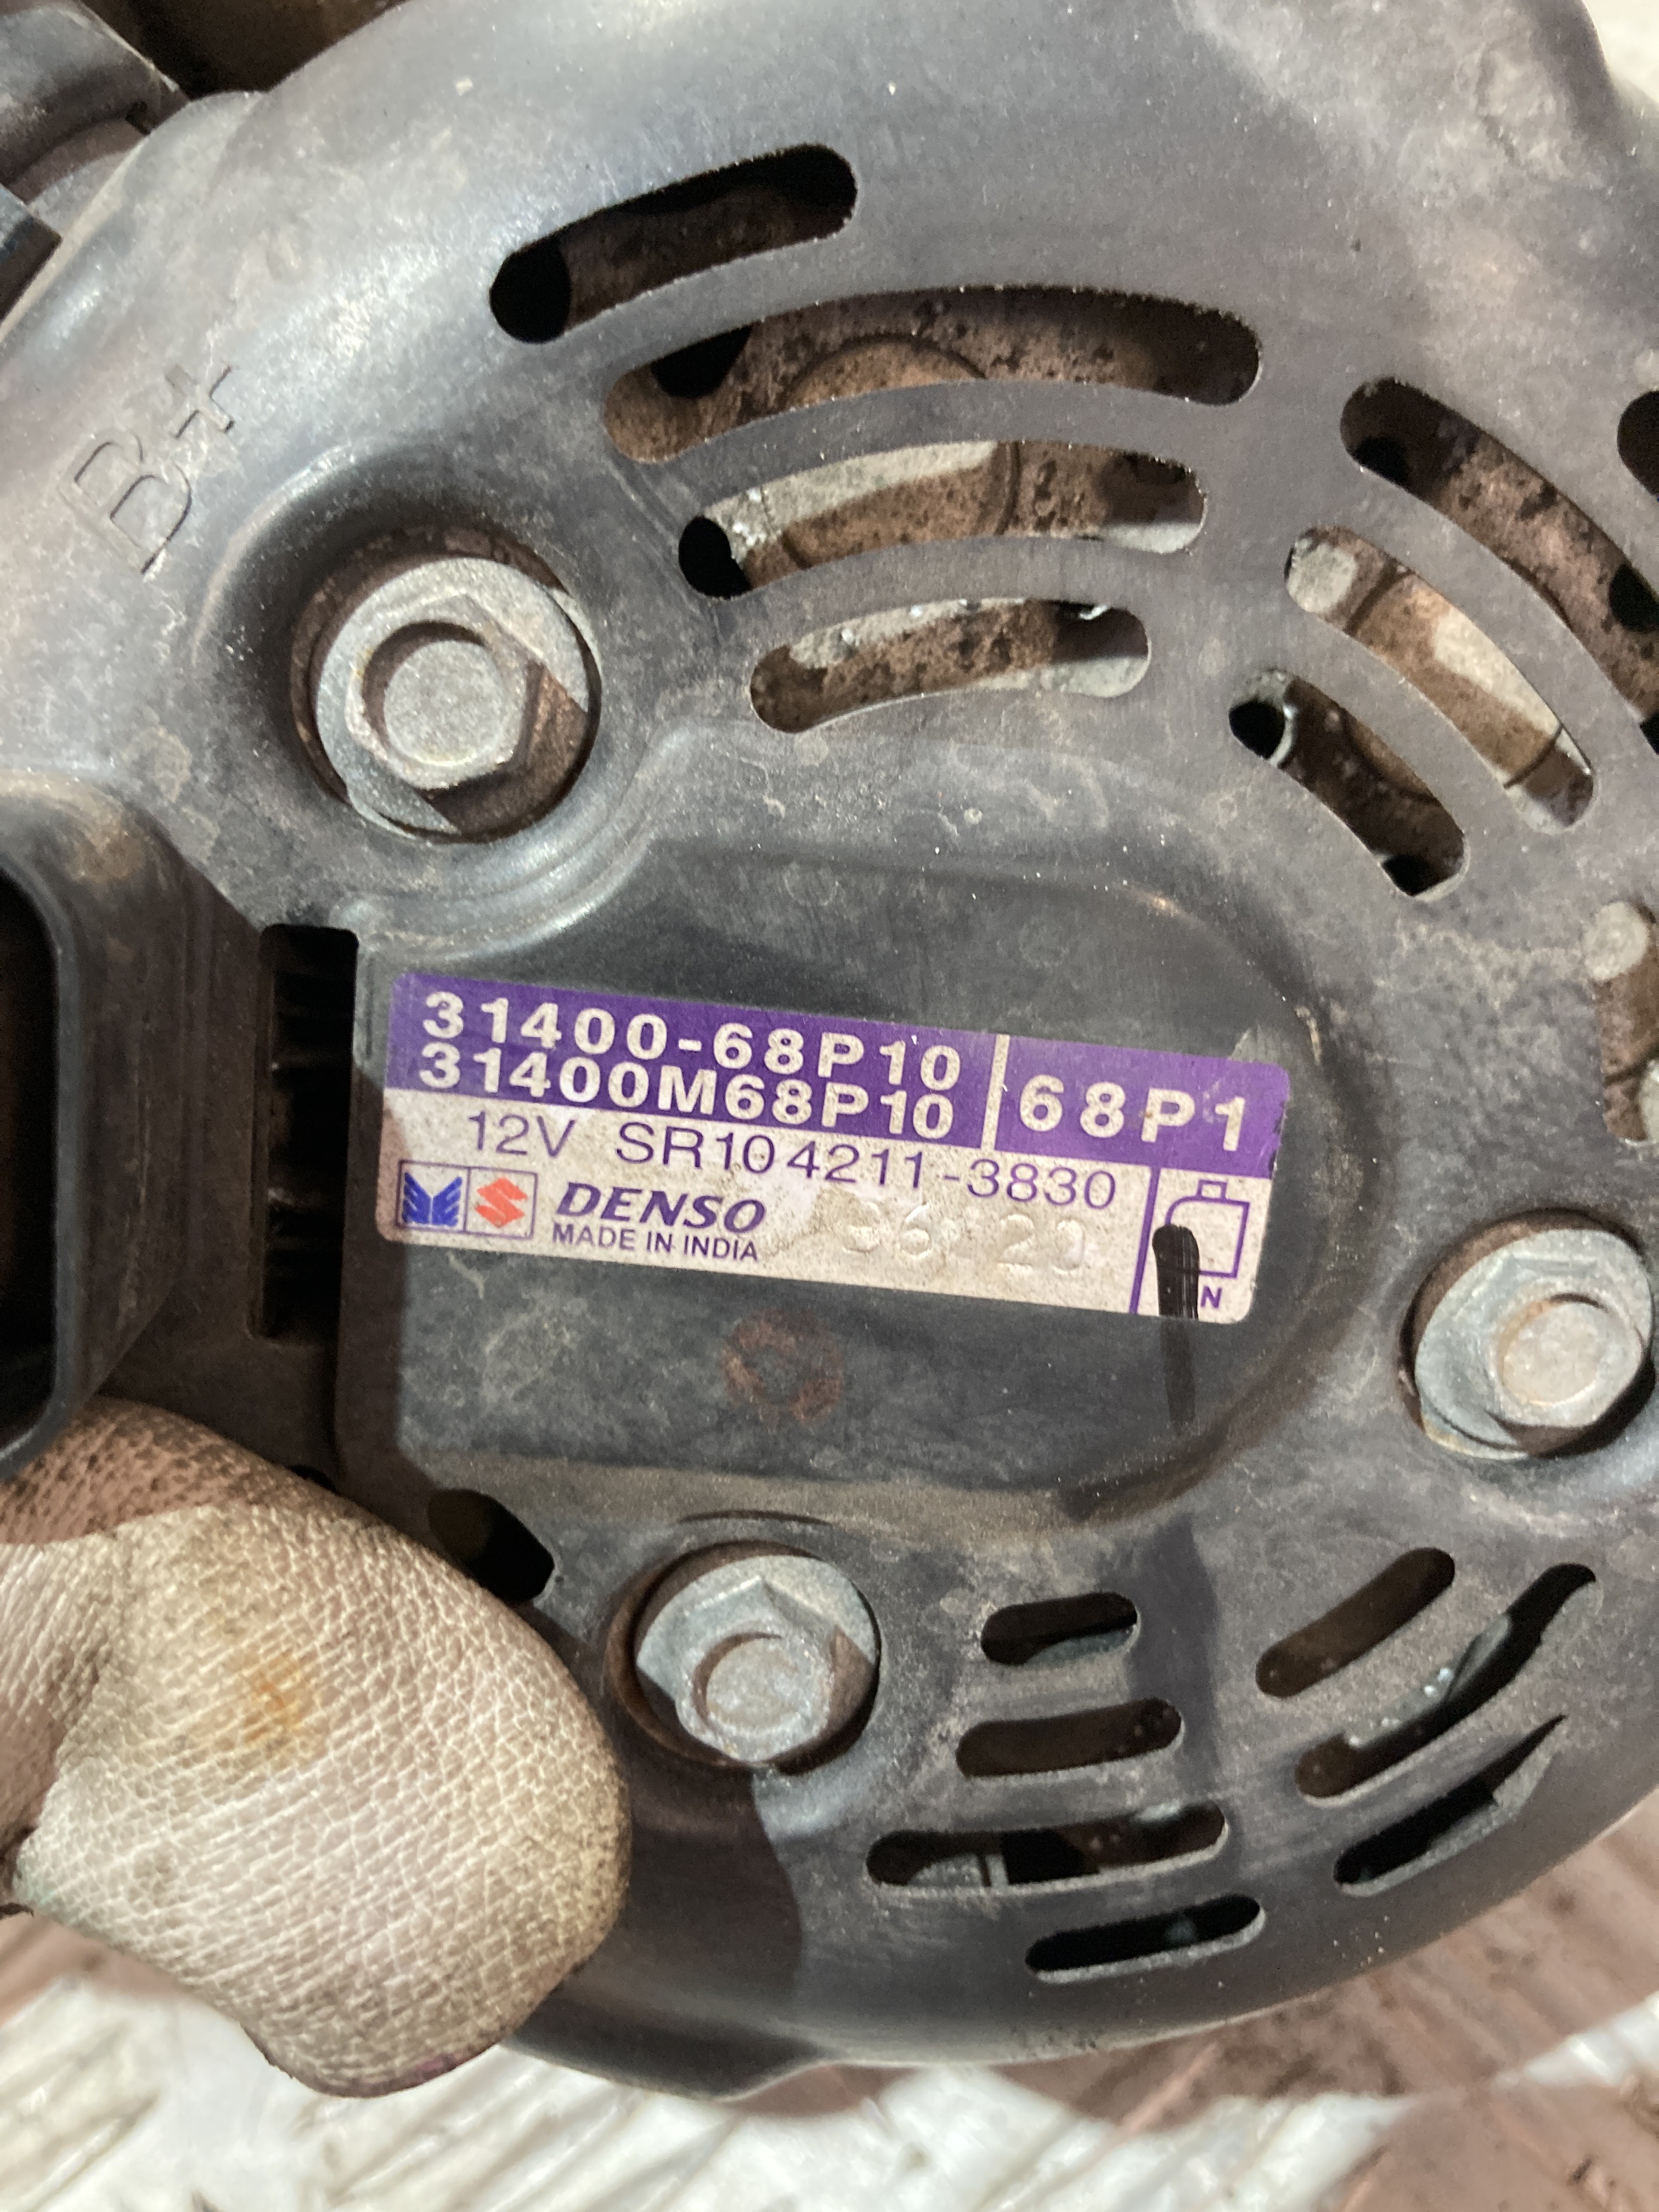 B+
31400-68P10
31400M68P10
68P1
12V SR10 4211-3830
DENSO
MADE IN INDIA
N